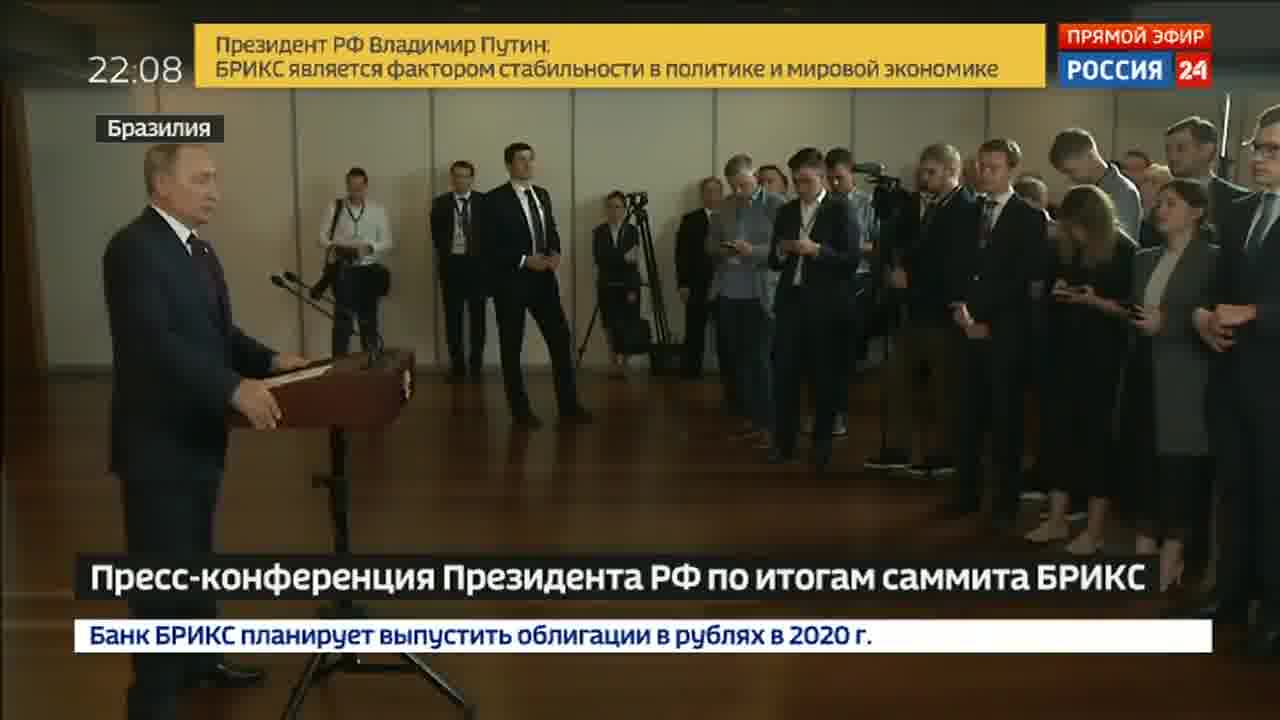 22:08
Президент РФ Владимир Путин:
БРИКС является фактором стабильности в политике и мировой экономике
ПРЯМОЙ ЭФИР
РОССИЯ 24
Бразилия
Пресс-конференция Президента РФ по итогам саммита БРИКС
Банк БРИКС планирует выпустить облигации в рублях в 2020 г.